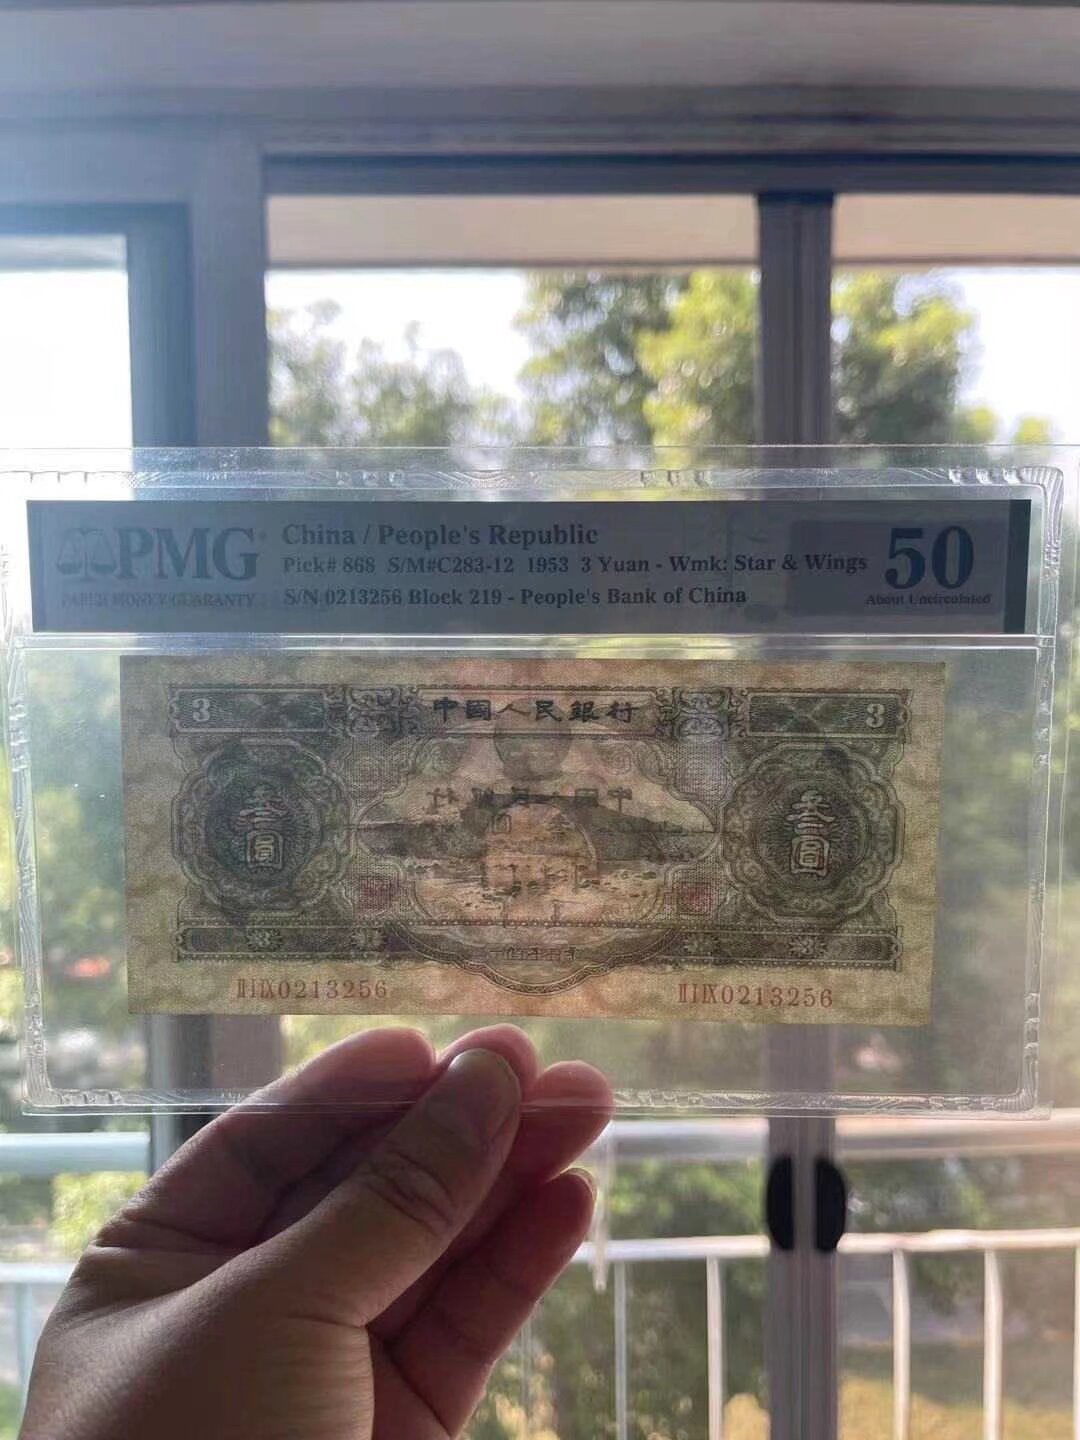 PMG
PAPER MONEY GUARANTY
China / People's Republic
Pick# 868 S/M#C283-12 1953 3 Yuan - Wmk: Star & Wings
S/N 0213256 Block 219 - People's Bank of China
50
About Uncirculated
3
中國人民銀行
3
叁圓
叁圓
ⅡⅠⅨ0213256
ⅡⅠⅨ0213256